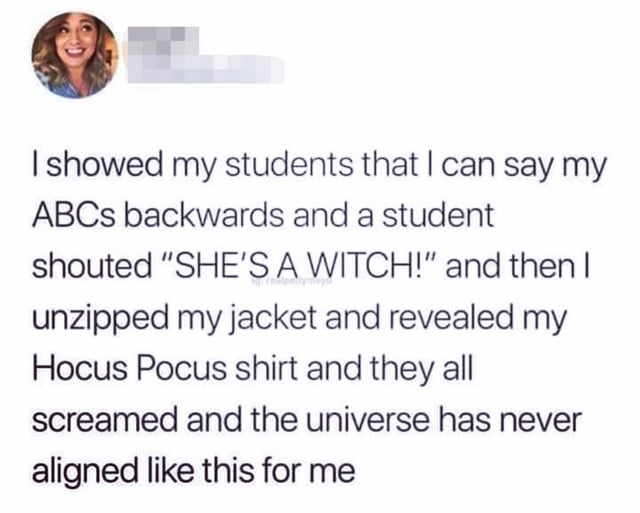 I showed my students that I can say my
ABCs backwards and a student
shouted "SHE'S A WITCH!" and then I
unzipped my jacket and revealed my
Hocus Pocus shirt and they all
screamed and the universe has never
aligned like this for me